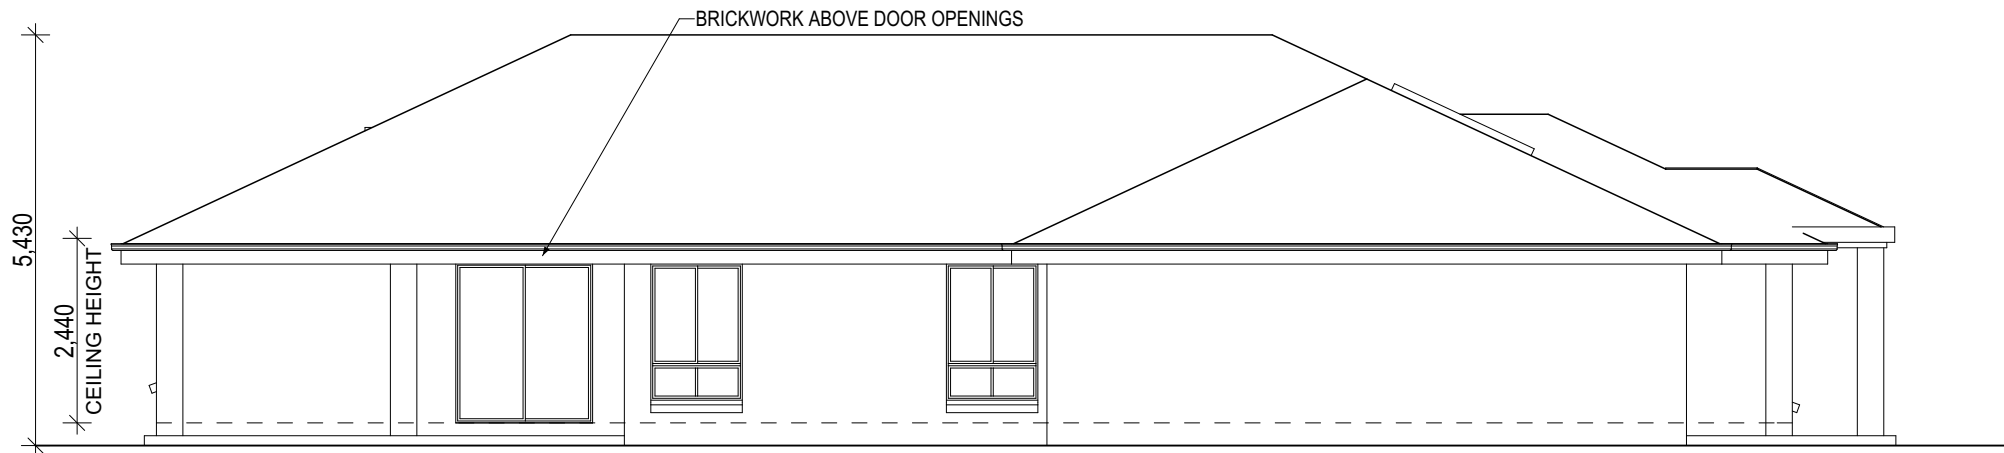 BRICKWORK ABOVE DOOR OPENINGS
5,430
2,440
CEILING HEIGHT